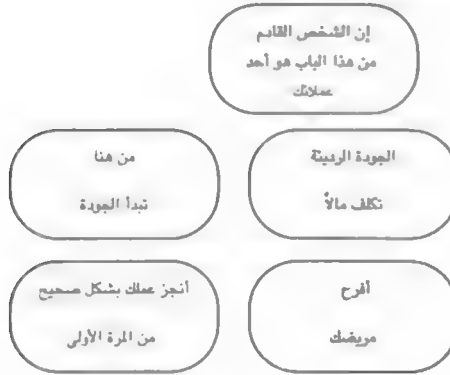 إن الشخص القادم
من هذا الباب هو أحد
عملائك
الجودة الرديئة
تكلف مالاً
من هنا
تبدأ الجودة
أفرح
مريضك
أنجز عملك بشكل صحيح
من المرة الأولى